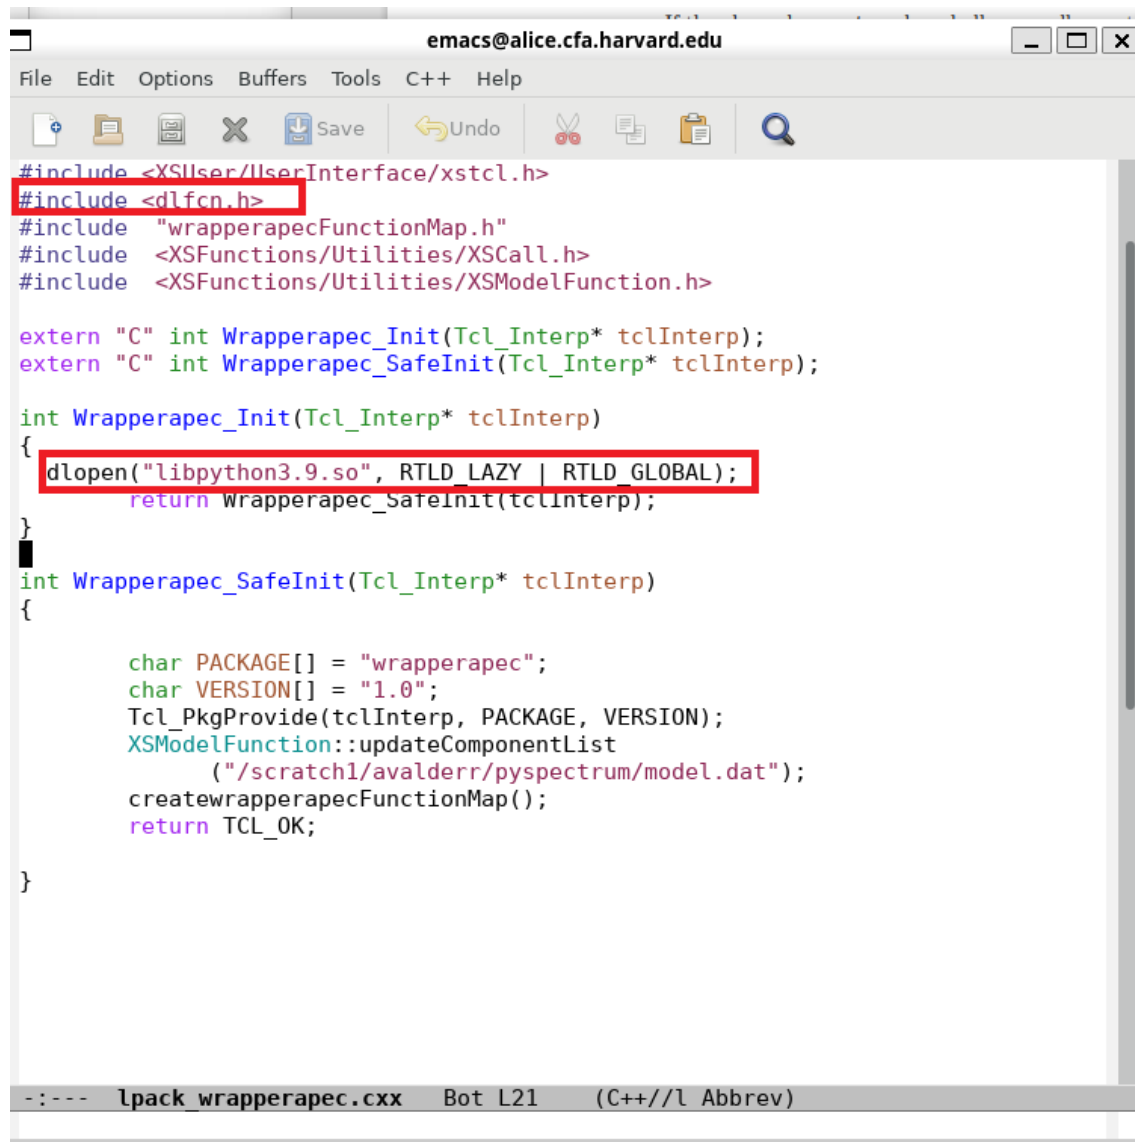 emacs@alice.cfa.harvard.edu
File Edit Options Buffers Tools C++ Help
Save Undo
#include <XSUser/UserInterface/xstcl.h>
#include <dlfcn.h>
#include  "wrapperapecFunctionMap.h"
#include  <XSFunctions/Utilities/XSCall.h>
#include  <XSFunctions/Utilities/XSModelFunction.h>
extern "C" int Wrapperapec_Init(Tcl_Interp* tclInterp);
extern "C" int Wrapperapec_SafeInit(Tcl_Interp* tclInterp);
int Wrapperapec_Init(Tcl_Interp* tclInterp)
{
  dlopen("libpython3.9.so", RTLD_LAZY | RTLD_GLOBAL);
        return Wrapperapec_SafeInit(tclInterp);
}
int Wrapperapec_SafeInit(Tcl_Interp* tclInterp)
{
        char PACKAGE[] = "wrapperapec";
        char VERSION[] = "1.0";
        Tcl_PkgProvide(tclInterp, PACKAGE, VERSION);
        XSModelFunction::updateComponentList
              ("/scratch1/avalderr/pyspectrum/model.dat");
        createwrapperapecFunctionMap();
        return TCL_OK;
}
-:--- lpack_wrapperapec.cxx Bot L21 (C++//l Abbrev)